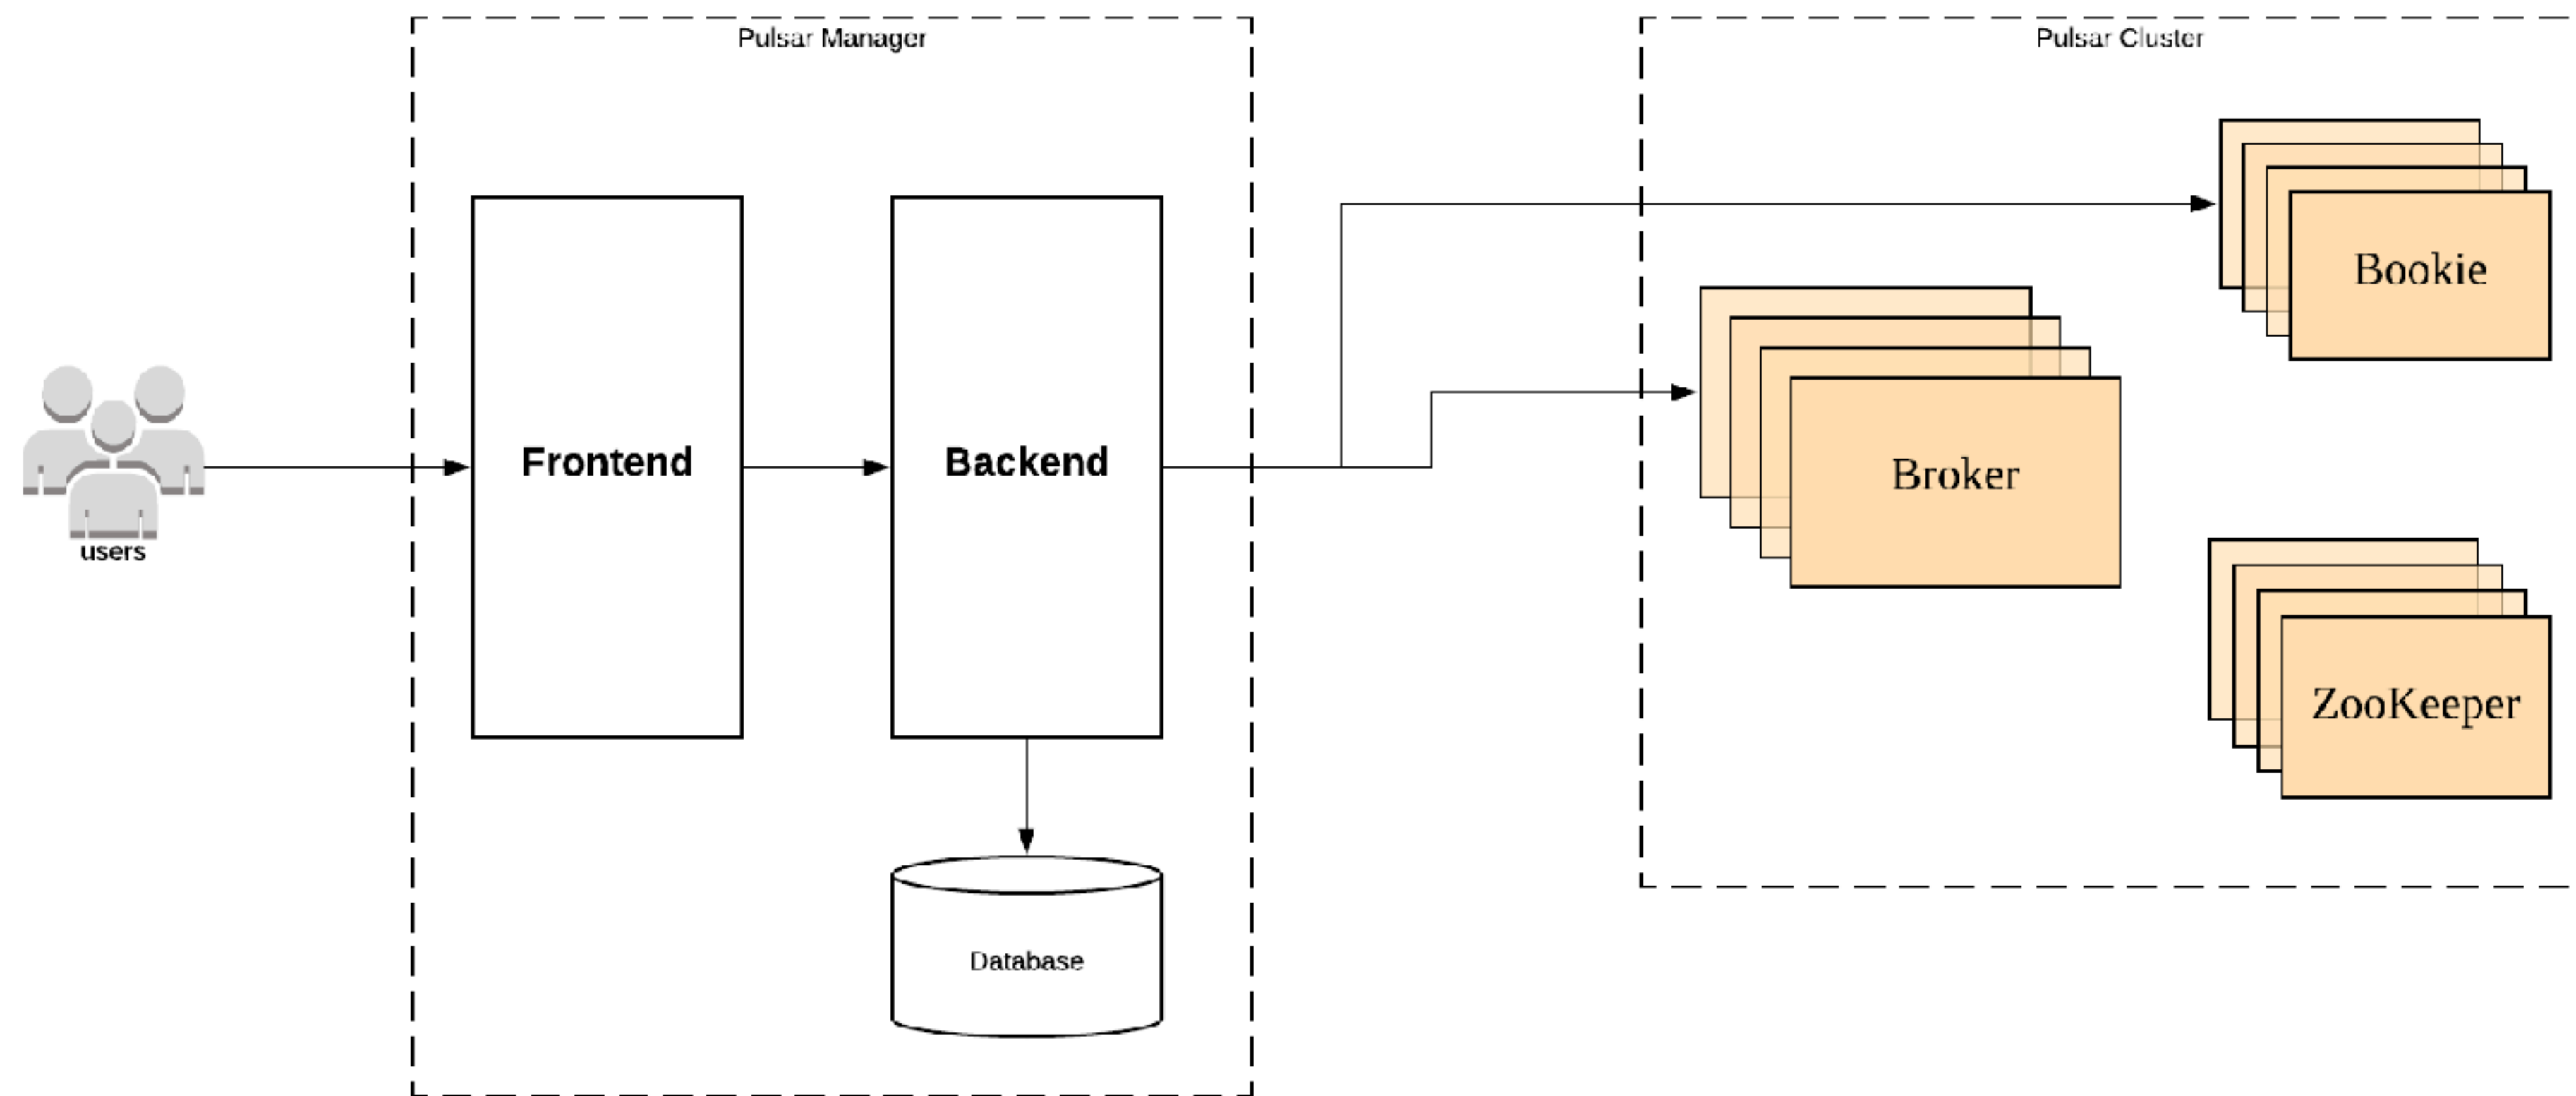 Pulsar Manager
Pulsar Cluster
Bookie
Frontend
Backend
Broker
users
ZooKeeper
Database